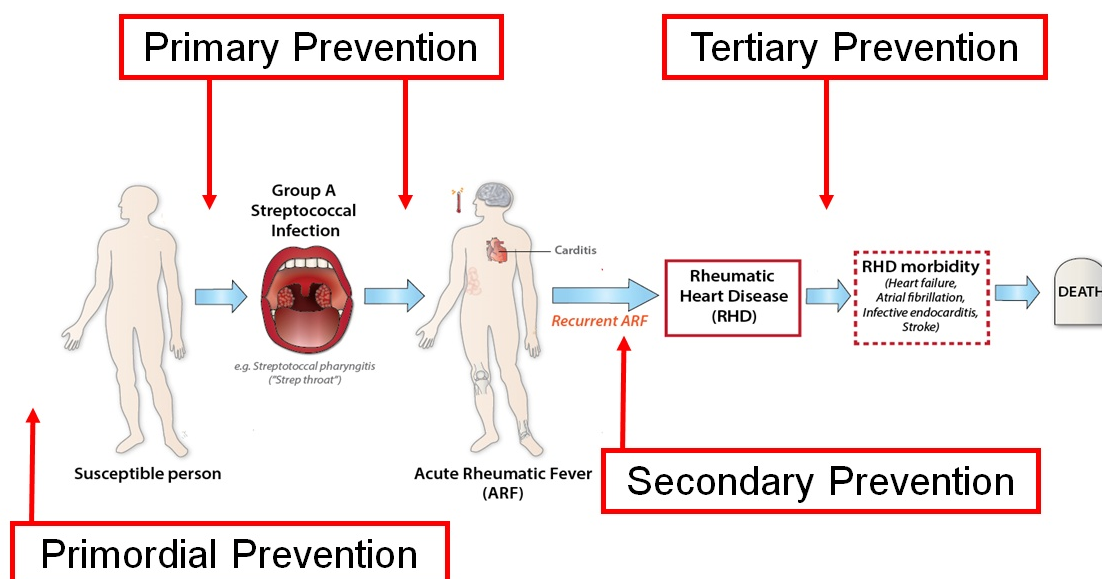 Primary Prevention
Tertiary Prevention
Group A
Streptococcal
Infection
Carditis
Rheumatic
Heart Disease
(RHD)
RHD morbidity
(Heart failure,
Atrial fibrillation,
Infective endocarditis,
Stroke)
DEATH
Recurrent ARF
e.g. Streptotoccal pharyngitis
("Strep throat")
Susceptible person
Acute Rheumatic Fever
(ARF)
Secondary Prevention
Primordial Prevention